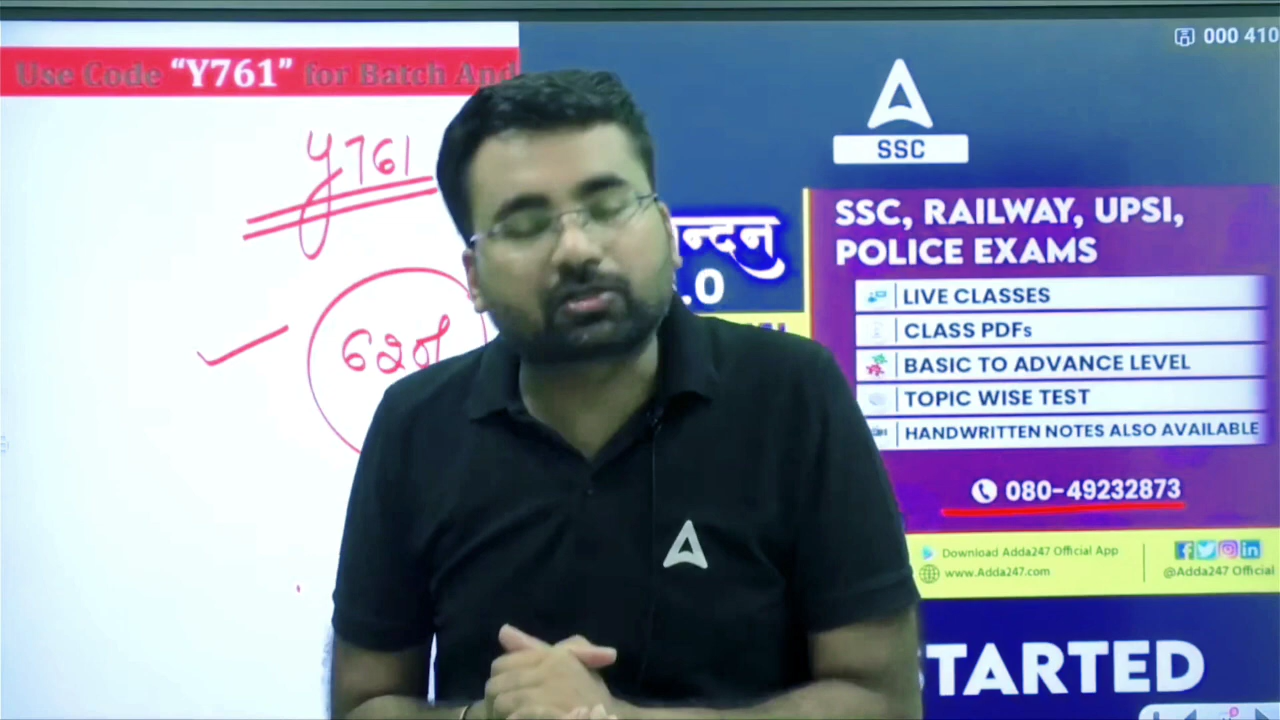 000 410
Use Code “Y761” for Batch And
y761
SSC
न्दन
.0
SSC, RAILWAY, UPSI,
POLICE EXAMS
LIVE CLASSES
CLASS PDFs
BASIC TO ADVANCE LEVEL
TOPIC WISE TEST
HANDWRITTEN NOTES ALSO AVAILABLE
080-49232873
Download Adda247 Official App
www.Adda247.com
@Adda247 Official
TARTED